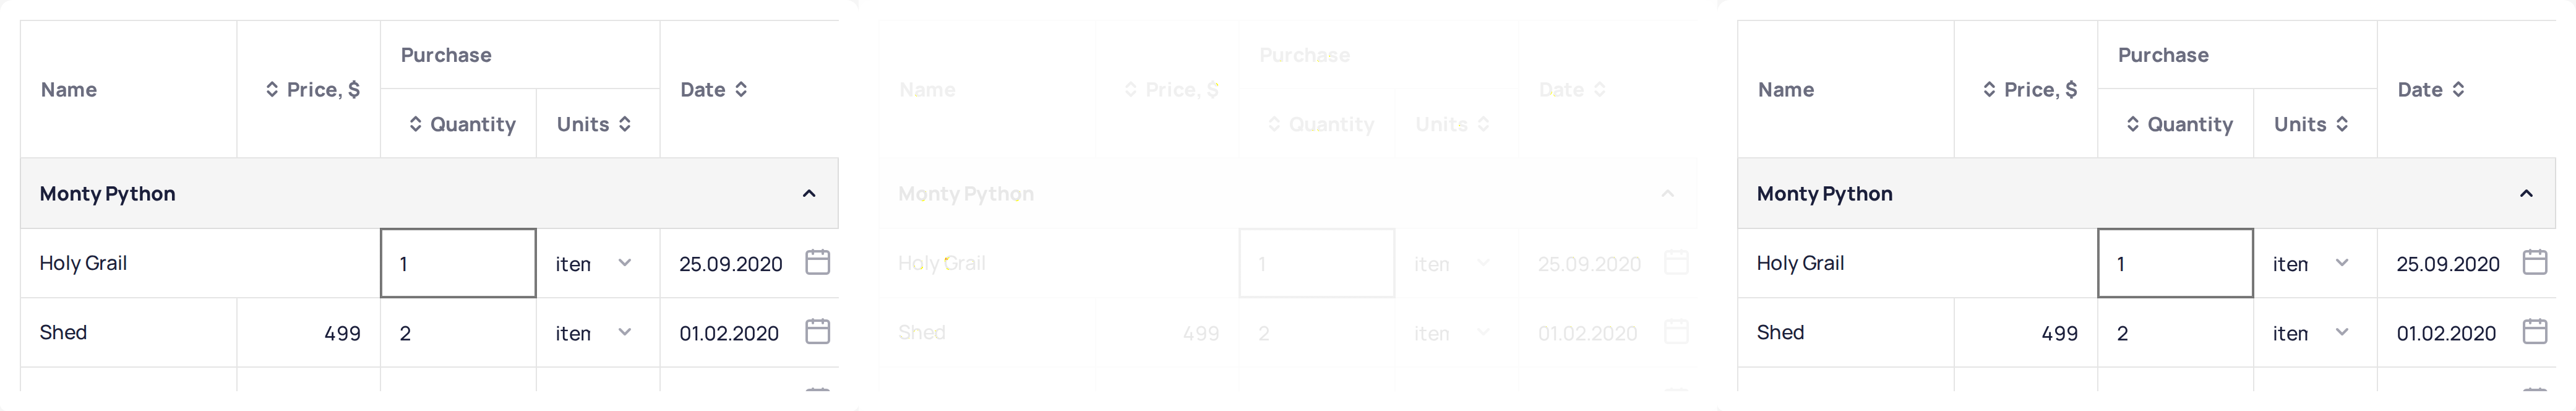 Purchase
Name Price, $ Date
Quantity Units
Monty Python
Holy Grail 1 iten 25.09.2020
Shed 499 2 iten 01.02.2020
Purchase
Name Price, $ Date
Quantity Units
Monty Python
Holy Grail 1 iten 25.09.2020
Shed 499 2 iten 01.02.2020
Purchase
Name Price, $ Date
Quantity Units
Monty Python
Holy Grail 1 iten 25.09.2020
Shed 499 2 iten 01.02.2020